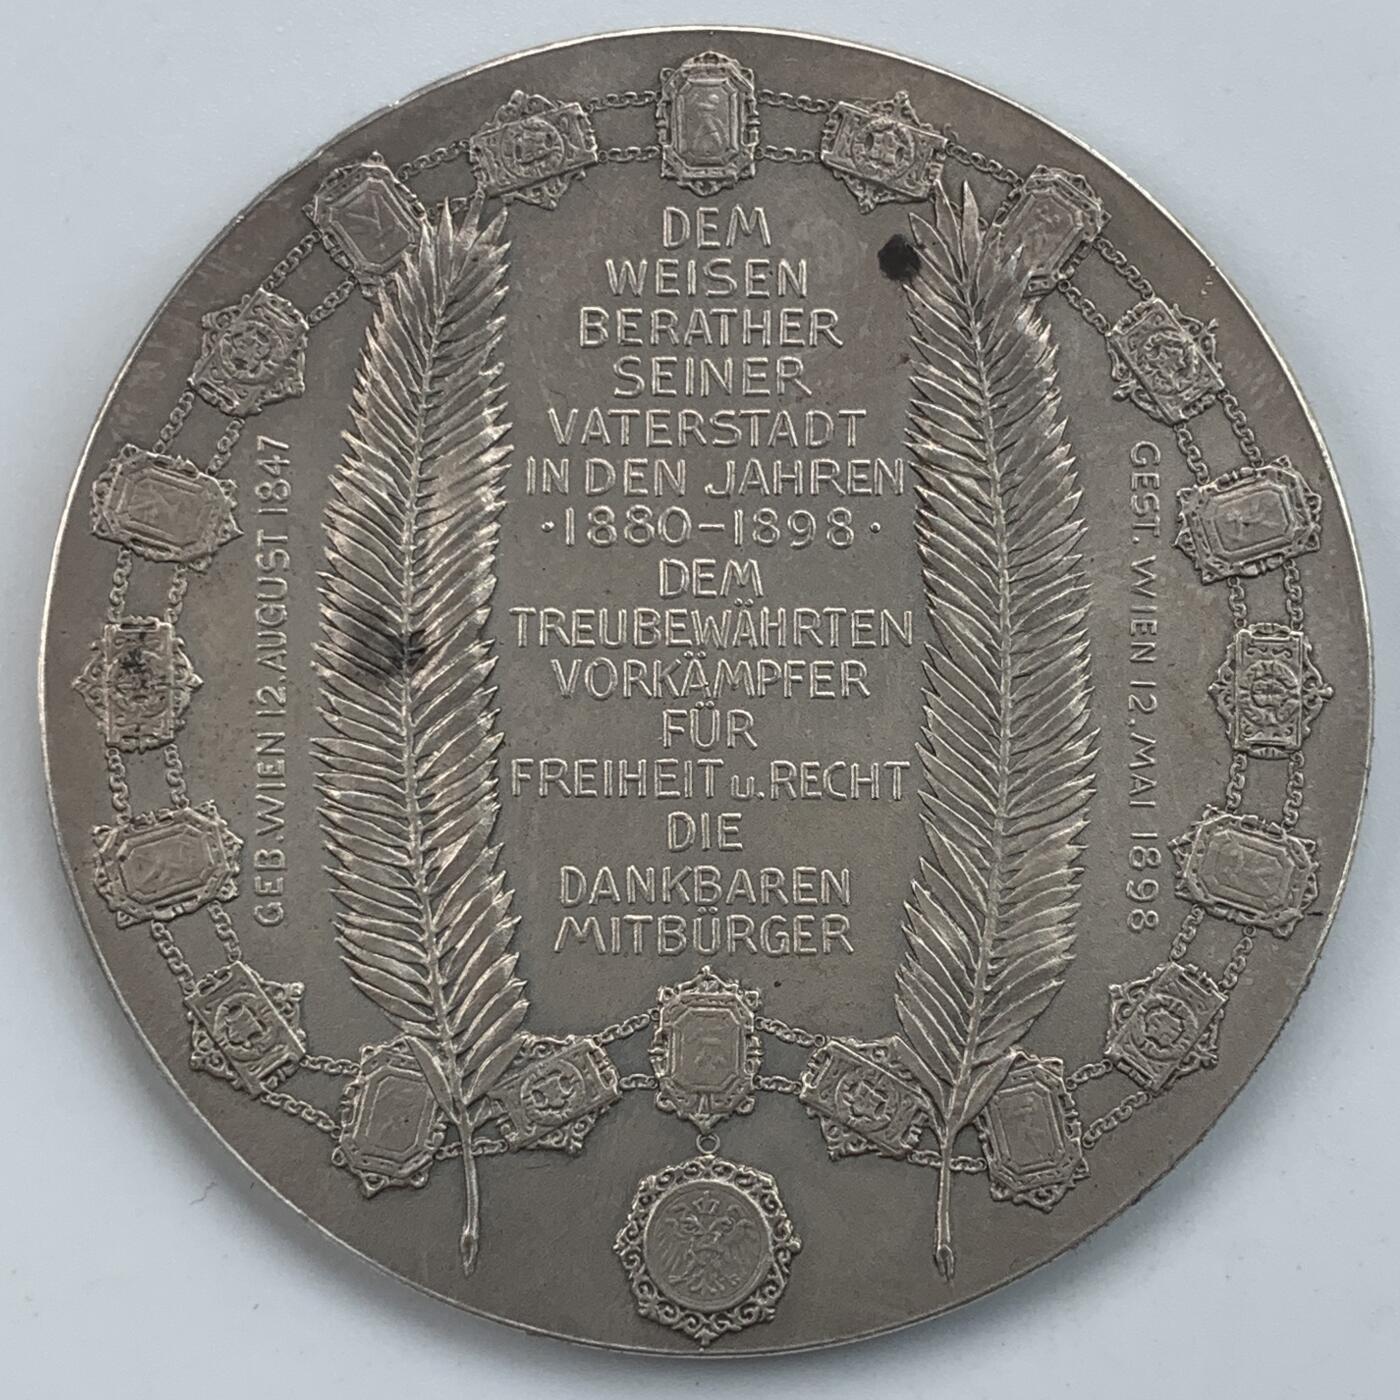 DEM
WEISEN
BERATHER
SEINER
VATERSTADT
IN DEN JAHREN
·1880–1898·
DEM
TREUBEWÄHRTEN
VORKÄMPFER
FÜR
FREIHEIT u. RECHT
DIE
DANKBAREN
MITBÜRGER
GEB. WIEN 12. AUGUST 1847
GEST. WIEN 12. MAI 1898